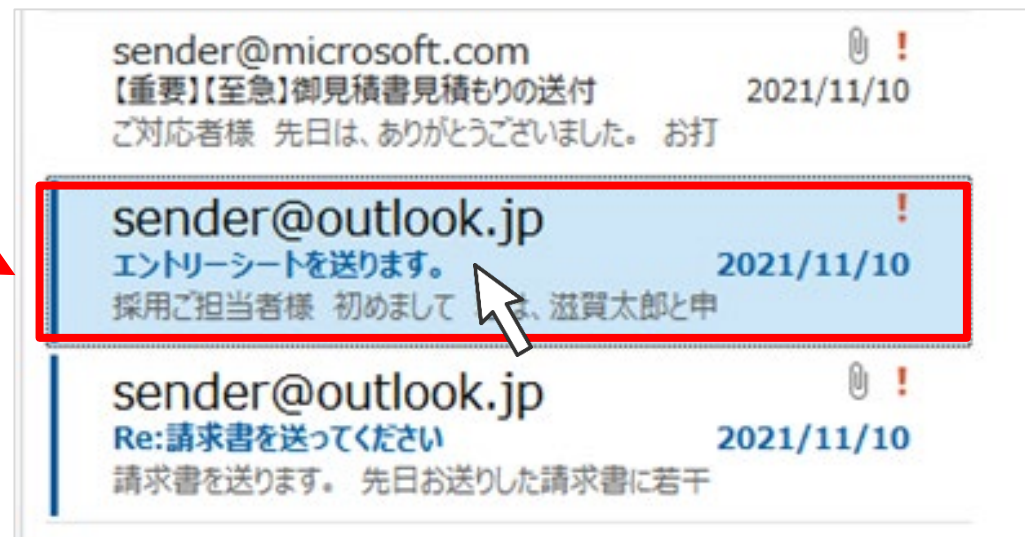 sender@microsoft.com
【重要】【至急】御見積書見積もりの送付 2021/11/10
ご対応者様 先日は、ありがとうございました。 お打
sender@outlook.jp
エントリーシートを送ります。 2021/11/10
採用ご担当者様 初めまして は、滋賀太郎と申
sender@outlook.jp
Re:請求書を送ってください 2021/11/10
請求書を送ります。 先日お送りした請求書に若干